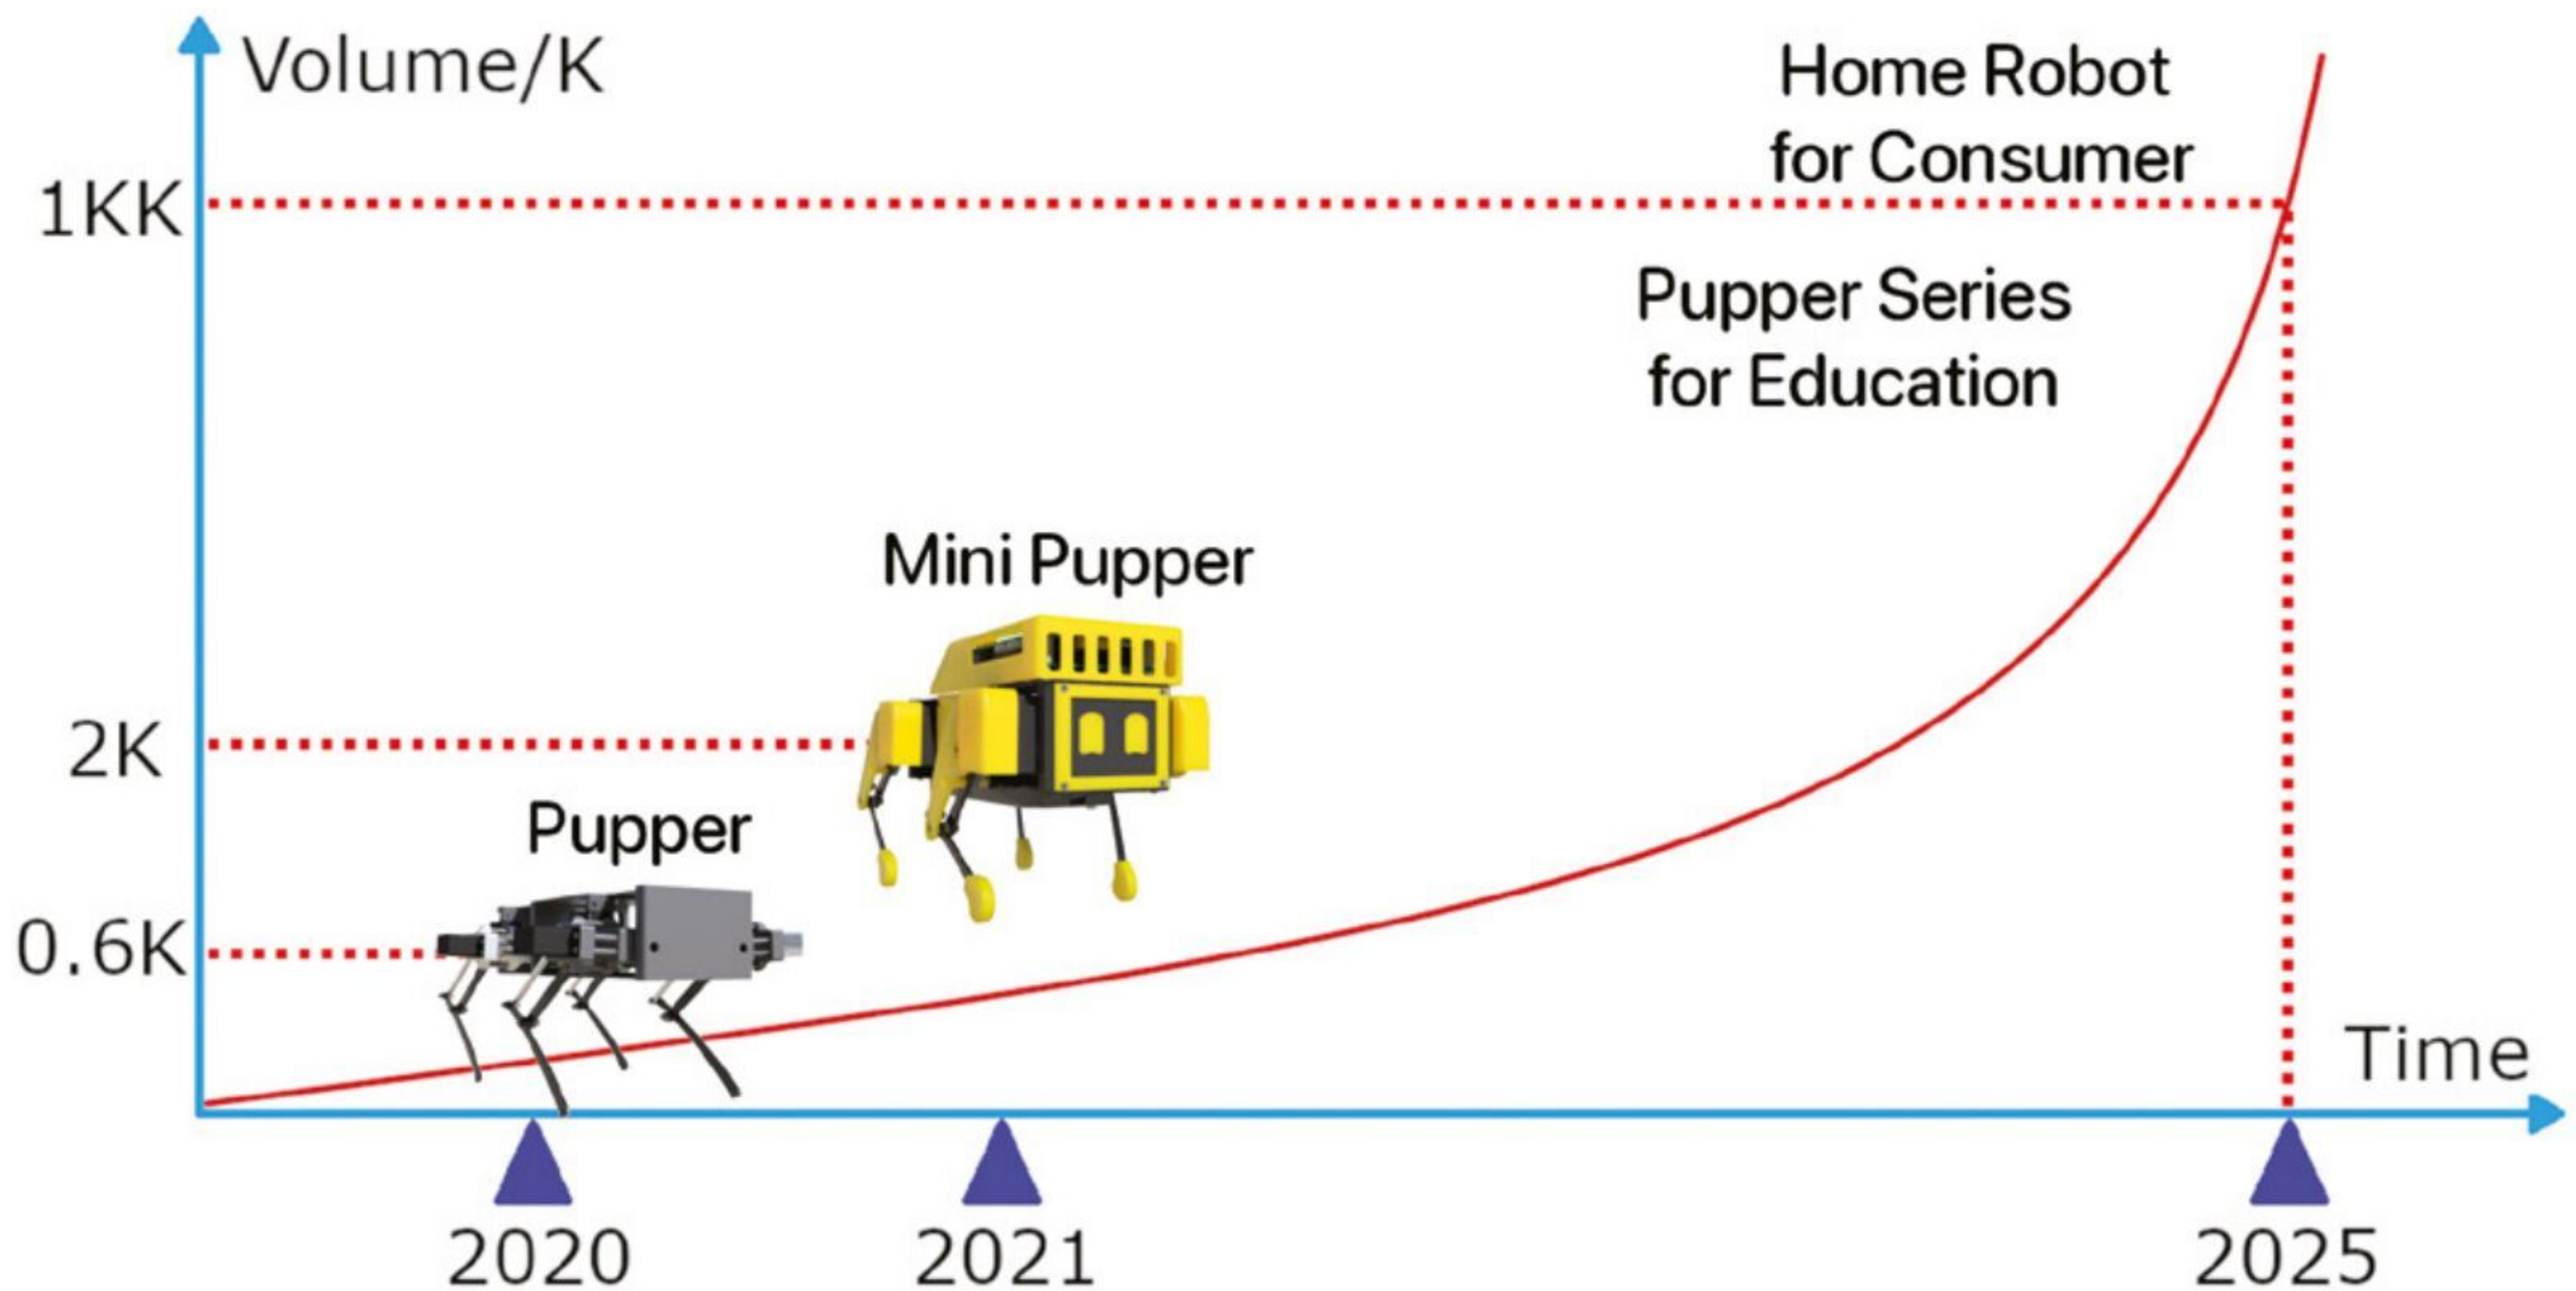 Volume/K
Home Robot
for Consumer
1KK
Pupper Series
for Education
Mini Pupper
2K
Pupper
0.6K
Time
2020
2021
2025